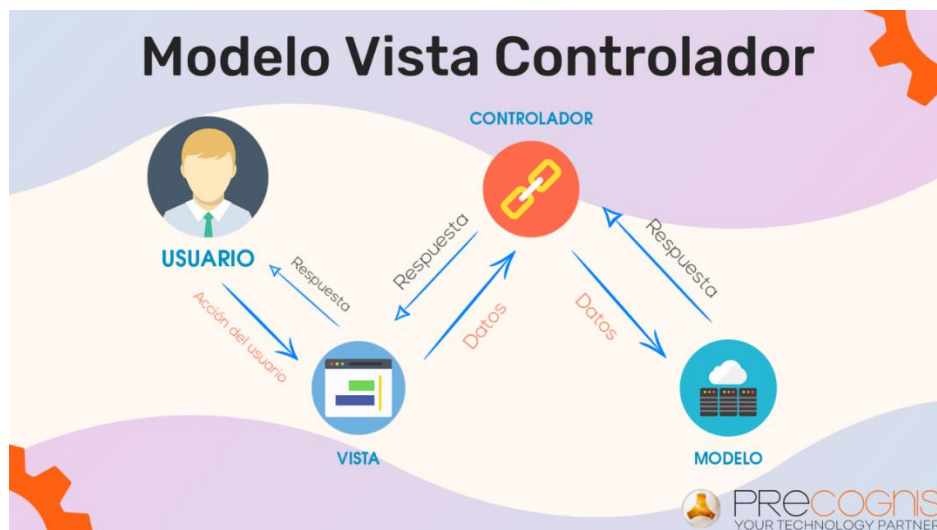 Modelo Vista Controlador
CONTROLADOR
USUARIO
Respuesta
Acción del usuario
Respuesta
Datos
Datos
Respuesta
VISTA
MODELO
PRECOGNIS
YOUR TECHNOLOGY PARTNER